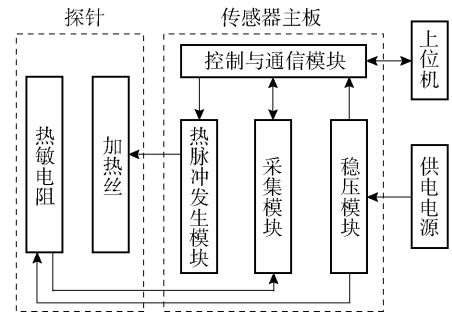 探针
传感器主板
控制与通信模块
上位机
热敏电阻
加热丝
热脉冲发生模块
采集模块
稳压模块
供电电源